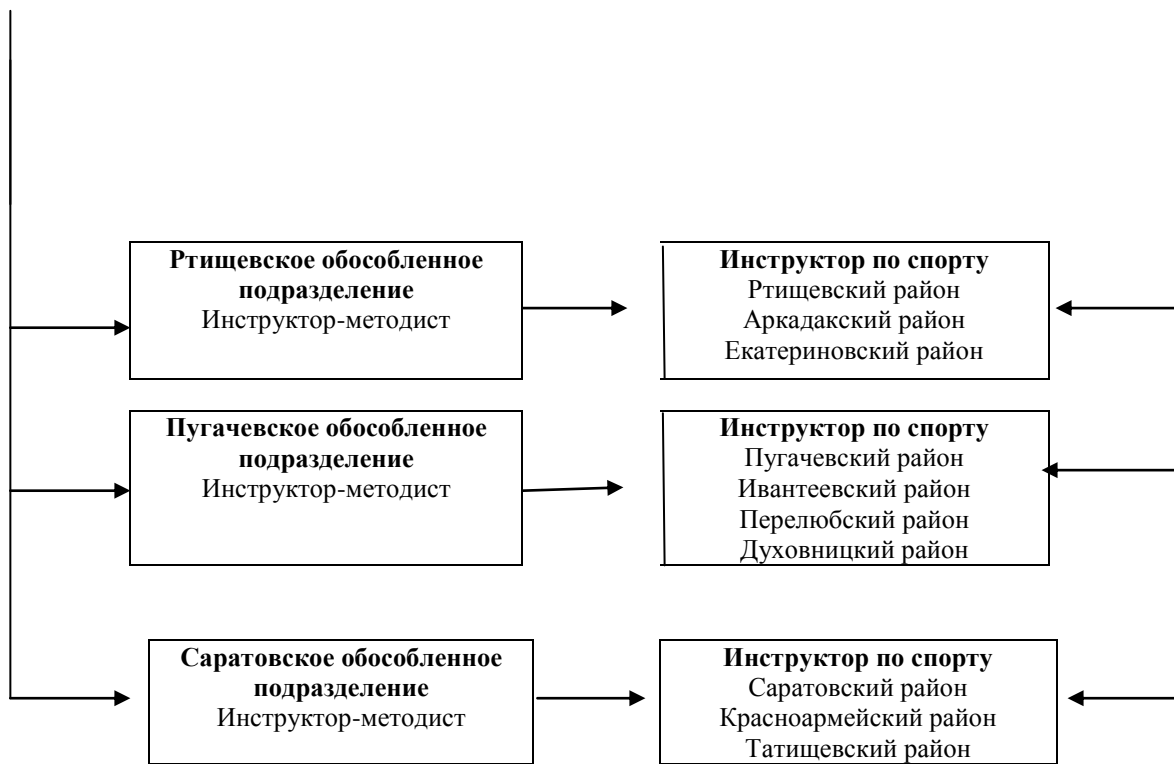 Ртищевское обособленное
подразделение
Инструктор-методист
Инструктор по спорту
Ртищевский район
Аркадакский район
Екатериновский район
Пугачевское обособленное
подразделение
Инструктор-методист
Инструктор по спорту
Пугачевский район
Ивантеевский район
Перелюбский район
Духовницкий район
Саратовское обособленное
подразделение
Инструктор-методист
Инструктор по спорту
Саратовский район
Красноармейский район
Татищевский район